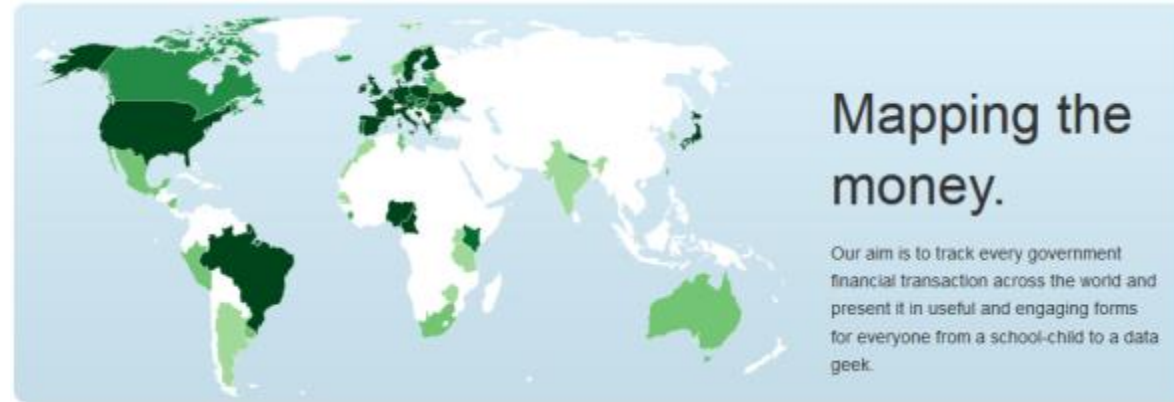 Mapping the
money.
Our aim is to track every government
financial transaction across the world and
present it in useful and engaging forms
for everyone from a school-child to a data
geek.